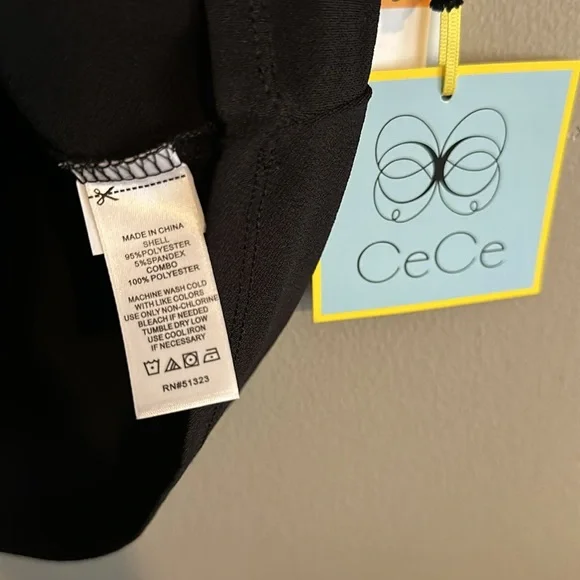 MADE IN CHINA
SHELL
95%POLYESTER
5%SPANDEX
COMBO
100%POLYESTER
MACHINE WASH COLD
WITH LIKE COLORS
USE ONLY NON-CHLORINE
BLEACH IF NEEDED
TUMBLE DRY LOW
USE COOL IRON
IF NECESSARY
RN#51323
CeCe